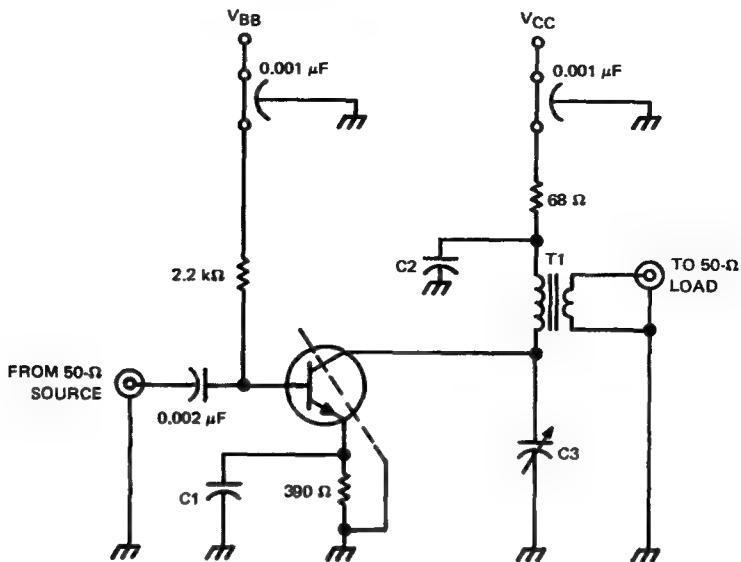 VBB
VCC
0.001 μF
0.001 μF
68 Ω
C2
T1
TO 50-Ω
LOAD
2.2 kΩ
FROM 50-Ω
SOURCE
0.002 μF
C3
C1
390 Ω